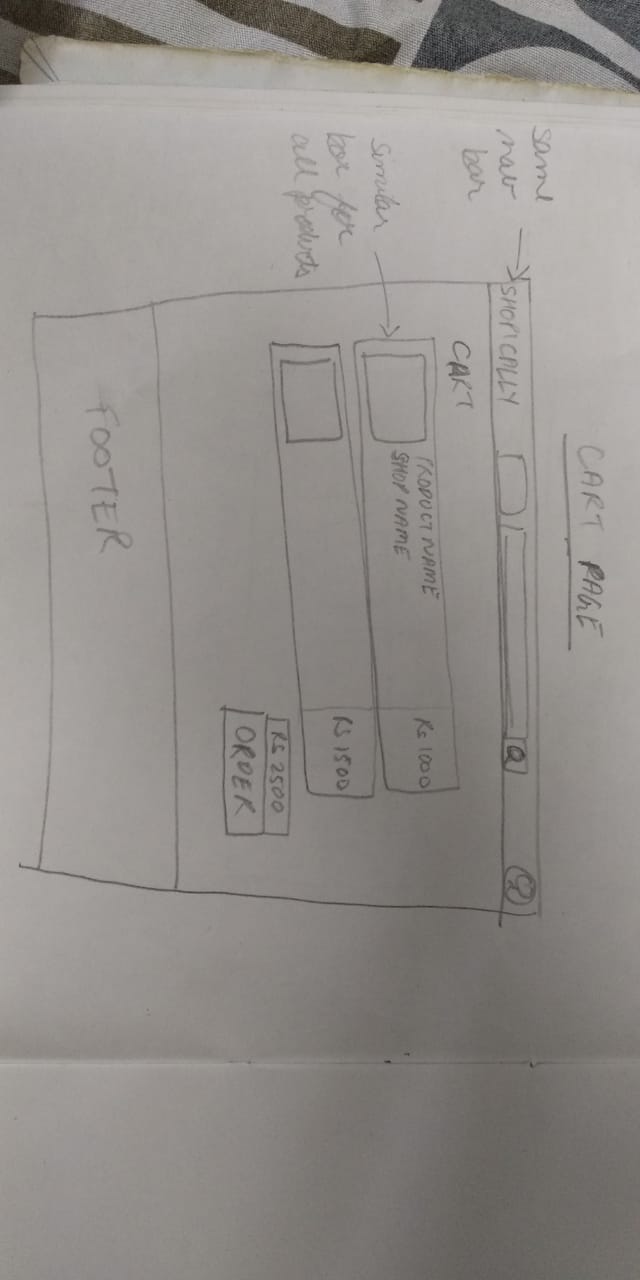 CART PAGE
same
nav
bar
SHOPICALLY
CART
PRODUCT NAME
SHOP NAME
Rs 1000
similar
box for
all products
Rs 1500
RS 2500
ORDER
FOOTER